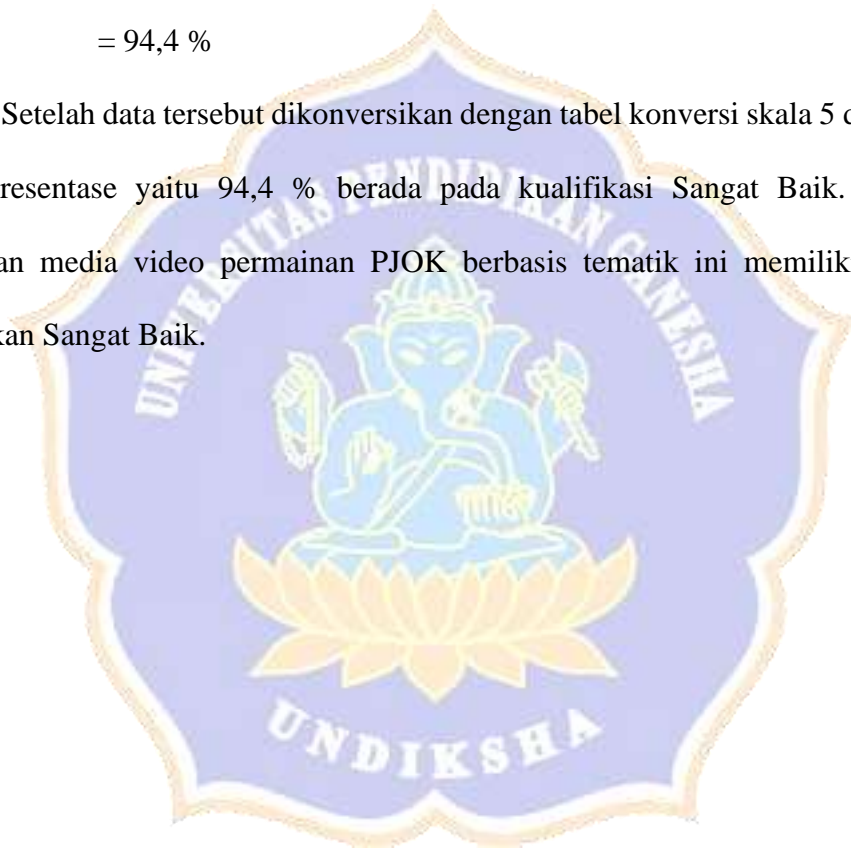 = 94,4 %
Setelah data tersebut dikonversikan dengan tabel konversi skala 5 d
resentase yaitu 94,4 % berada pada kualifikasi Sangat Baik.
an media video permainan PJOK berbasis tematik ini memilik
kan Sangat Baik.
UNIVERSITAS PENDIDIKAN GANESHA
UNDIKSHA